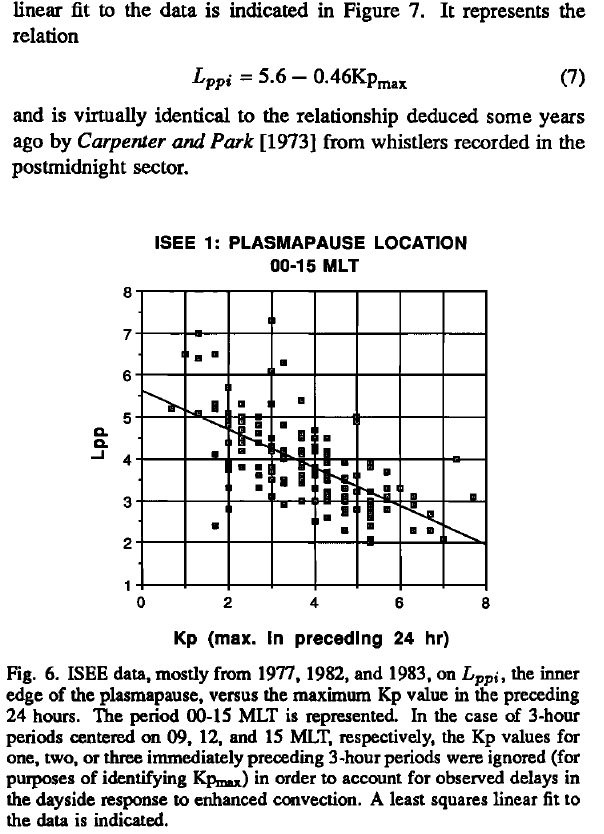 linear fit to the data is indicated in Figure 7. It represents the
relation
Lppi = 5.6 – 0.46Kpmax (7)
and is virtually identical to the relationship deduced some years
ago by Carpenter and Park [1973] from whistlers recorded in the
postmidnight sector.
ISEE 1: PLASMAPAUSE LOCATION
00-15 MLT
8
7
6
5
4
3
2
1
Lpp
0 2 4 6 8
Kp (max. in preceding 24 hr)
Fig. 6. ISEE data, mostly from 1977, 1982, and 1983, on Lppi, the inner
edge of the plasmapause, versus the maximum Kp value in the preceding
24 hours. The period 00-15 MLT is represented. In the case of 3-hour
periods centered on 09, 12, and 15 MLT, respectively, the Kp values for
one, two, or three immediately preceding 3-hour periods were ignored (for
purposes of identifying Kpmax) in order to account for observed delays in
the dayside response to enhanced convection. A least squares linear fit to
the data is indicated.